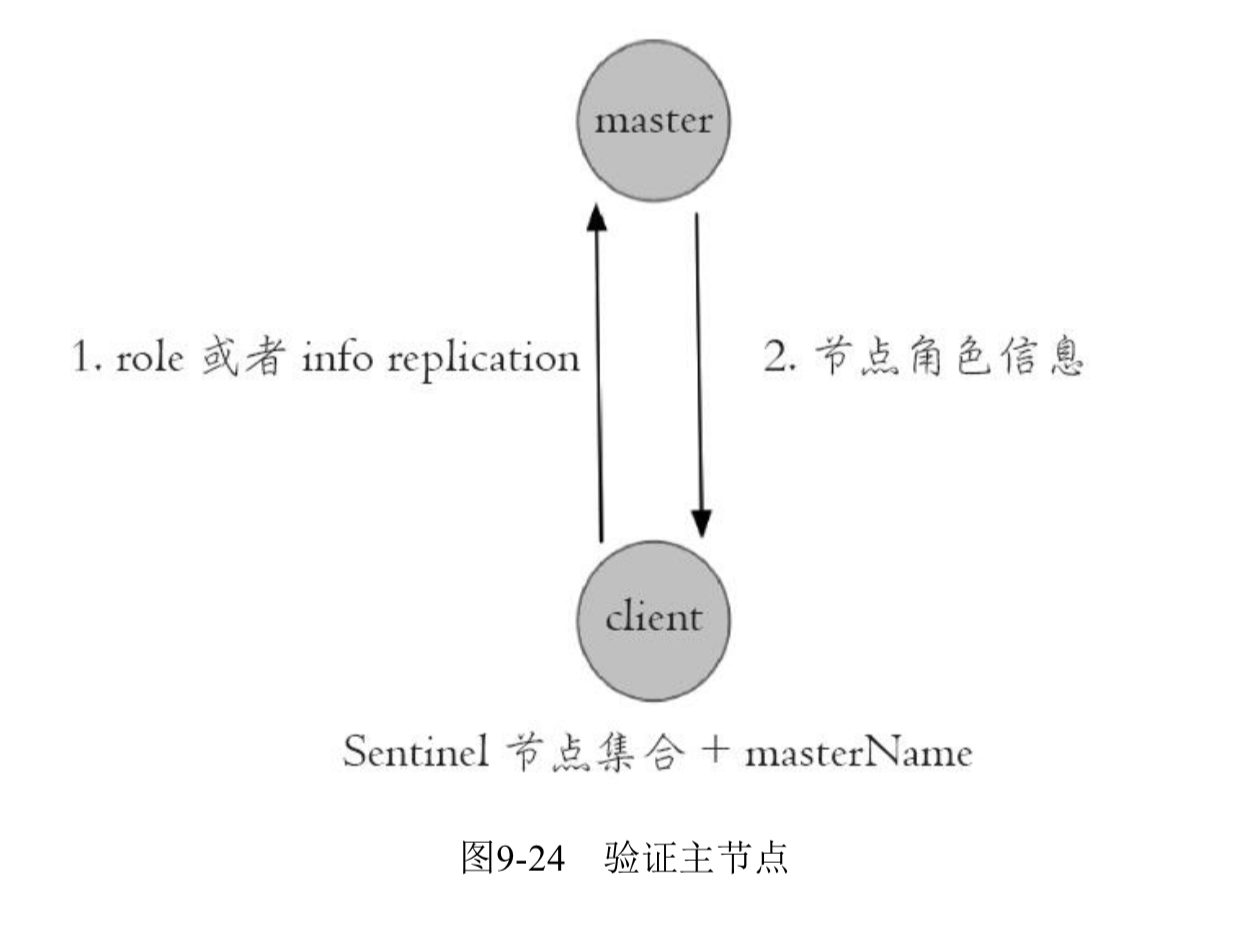 master
1. role 或者 info replication
2. 节点角色信息
client
Sentinel 节点集合 + masterName
图9-24 验证主节点